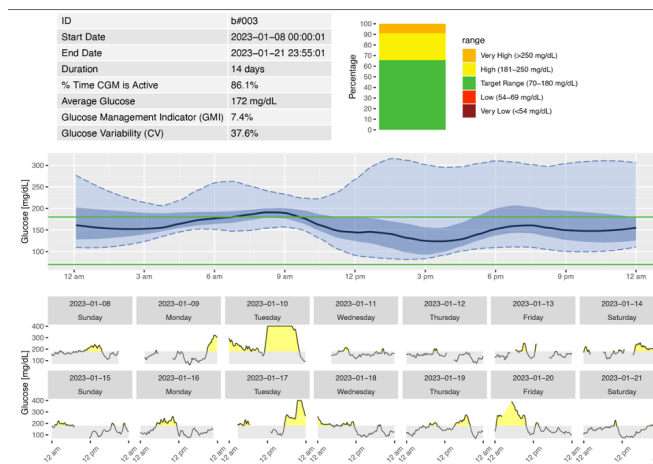 ID b#003
Start Date 2023-01-08 00:00:01
End Date 2023-01-21 23:55:01
Duration 14 days
% Time CGM is Active 86.1%
Average Glucose 172 mg/dL
Glucose Management Indicator (GMI) 7.4%
Glucose Variability (CV) 37.6%
Percentage
100
90
80
70
60
50
40
30
20
10
0
range
Very High (>250 mg/dL)
High (181–250 mg/dL)
Target Range (70–180 mg/dL)
Low (54–69 mg/dL)
Very Low (<54 mg/dL)
Glucose [mg/dL]
300
250
200
150
100
12 am 3 am 6 am 9 am 12 pm 3 pm 6 pm 9 pm 12 am
Glucose [mg/dL]
2023–01–08 2023–01–09 2023–01–10 2023–01–11 2023–01–12 2023–01–13 2023–01–14
Sunday Monday Tuesday Wednesday Thursday Friday Saturday
400
300
200
100
2023–01–15 2023–01–16 2023–01–17 2023–01–18 2023–01–19 2023–01–20 2023–01–21
Sunday Monday Tuesday Wednesday Thursday Friday Saturday
400
300
200
100
12 am 12 pm 12 am 12 pm 12 am 12 pm 12 am 12 pm 12 am 12 pm 12 am 12 pm 12 am 12 pm 12 am